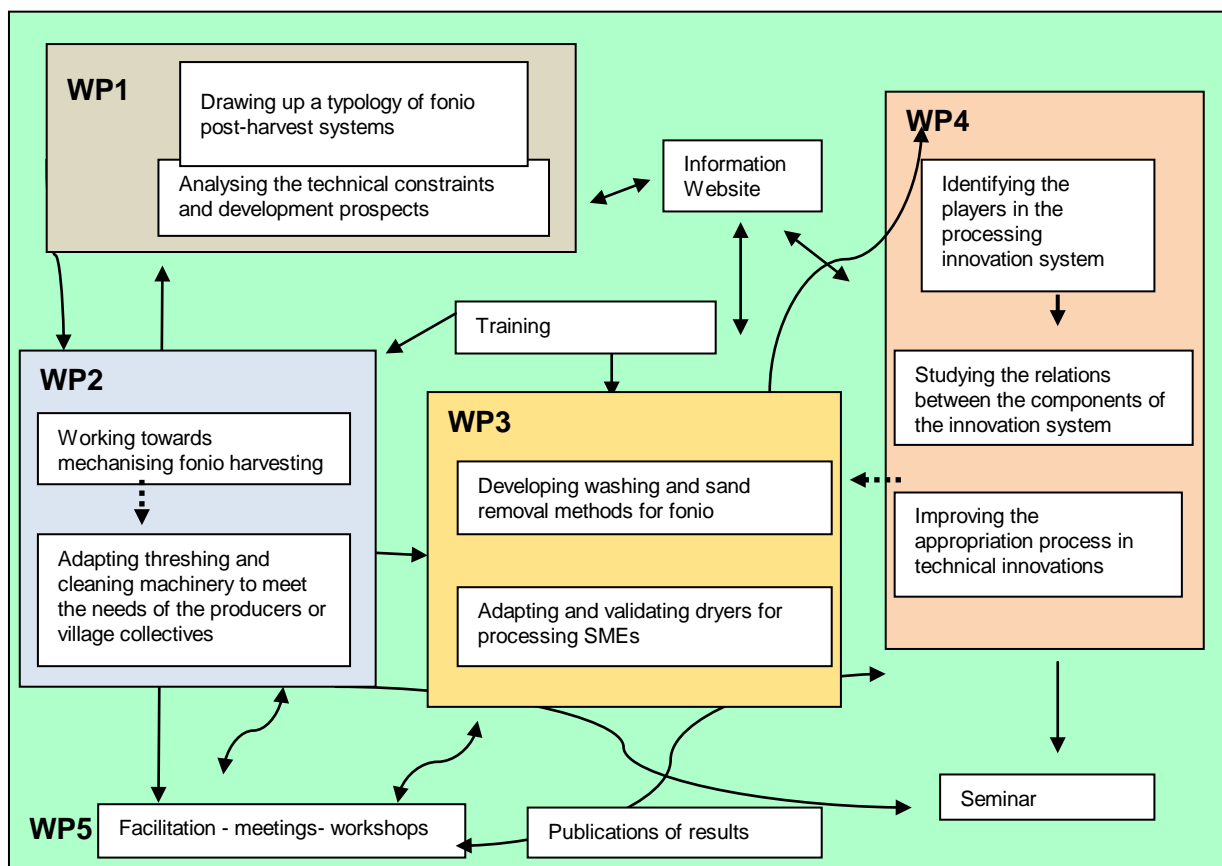 WP1
Drawing up a typology of fonio
post-harvest systems
Analysing the technical constraints
and development prospects
Information
Website
WP4
Identifying the
players in the
processing
innovation system
Studying the relations
between the components of
the innovation system
Improving the
appropriation process in
technical innovations
Training
WP2
Working towards
mechanising fonio harvesting
Adapting threshing and
cleaning machinery to meet
the needs of the producers or
village collectives
WP3
Developing washing and sand
removal methods for fonio
Adapting and validating dryers for
processing SMEs
WP5
Facilitation - meetings- workshops
Publications of results
Seminar